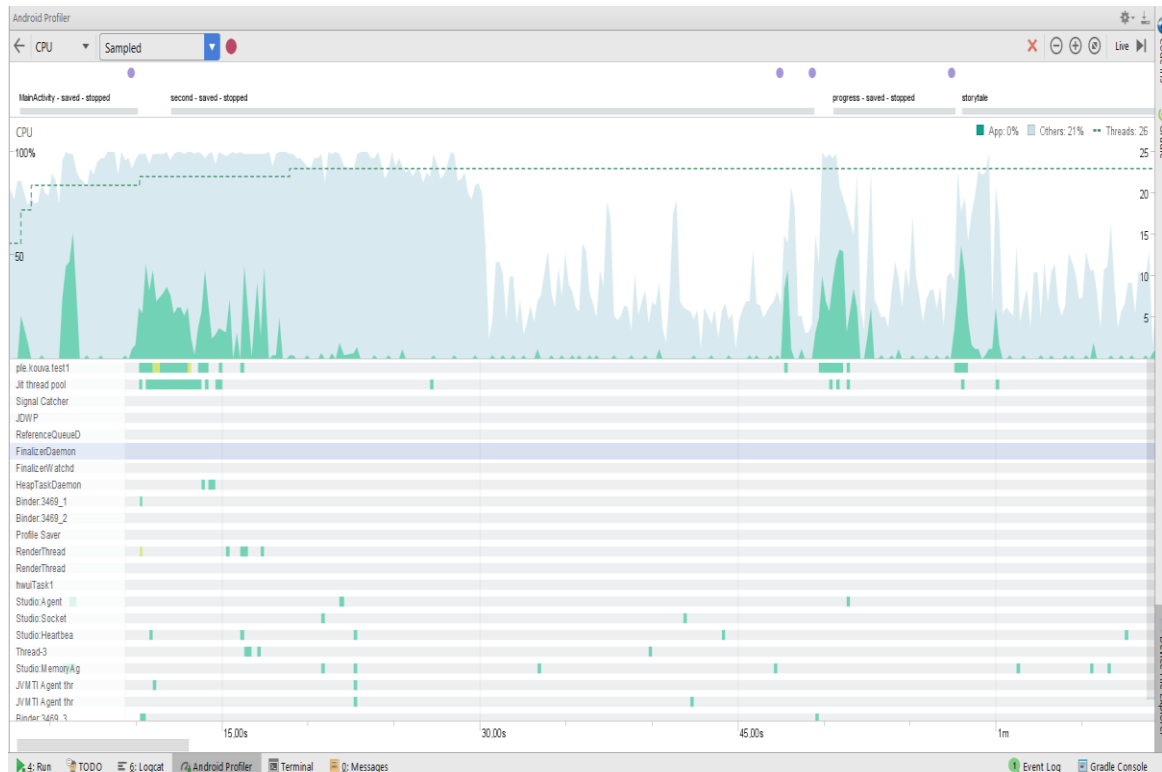 Android Profiler
CPU
Sampled
Live
MainActivity - saved - stopped
second - saved - stopped
progress - saved - stopped
storytale
CPU
App: 0%
Others: 21%
Threads: 26
100%
25
20
15
50
10
5
ple.kouva.test1
Jit thread pool
Signal Catcher
JDWP
ReferenceQueueD
FinalizerDaemon
FinalizerWatchd
HeapTaskDaemon
Binder:3469_1
Binder:3469_2
Profile Saver
RenderThread
RenderThread
hwuiTask1
Studio:Agent
Studio:Socket
Studio:Heartbea
Thread-3
Studio:MemoryAg
JVMTI Agent thr
JVMTI Agent thr
Binder:3469_3
15.00s
30.00s
45.00s
1m
4: Run
TODO
6: Logcat
Android Profiler
Terminal
0: Messages
1 Event Log
Gradle Console